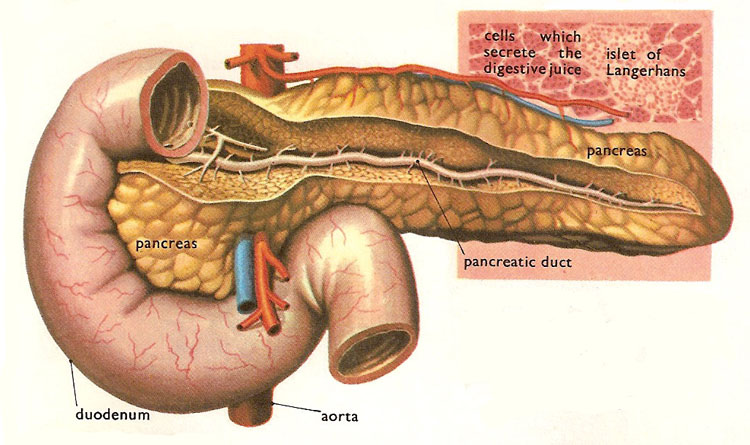 cells which
secrete the
digestive juice
islet of
Langerhans
pancreas
pancreas
pancreatic duct
duodenum
aorta